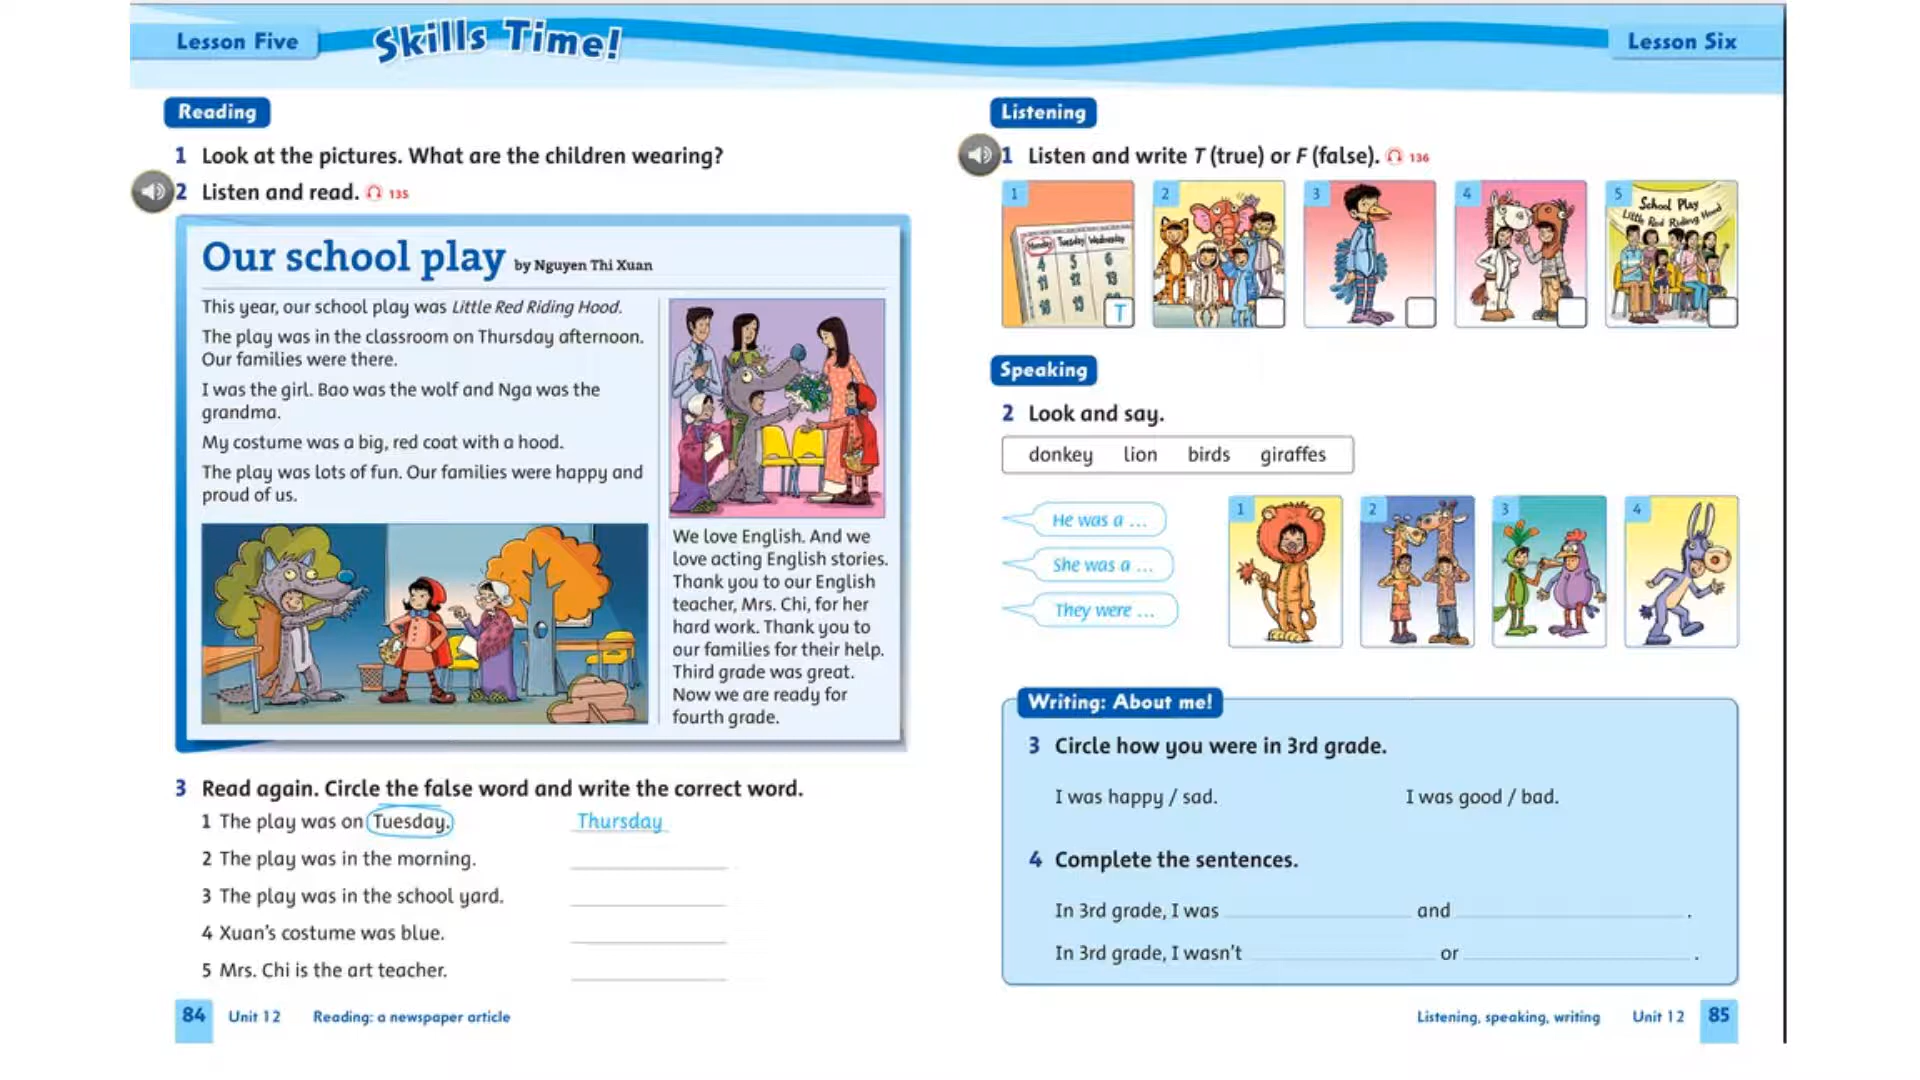 Lesson Five
Skills Time!
Reading
1 Look at the pictures. What are the children wearing?
2 Listen and read. 135
Our school play by Nguyen Thi Xuan
This year, our school play was Little Red Riding Hood.
The play was in the classroom on Thursday afternoon.
Our families were there.
I was the girl. Bao was the wolf and Nga was the
grandma.
My costume was a big, red coat with a hood.
The play was lots of fun. Our families were happy and
proud of us.
We love English. And we
love acting English stories.
Thank you to our English
teacher, Mrs. Chi, for her
hard work. Thank you to
our families for their help.
Third grade was great.
Now we are ready for
fourth grade.
3 Read again. Circle the false word and write the correct word.
1 The play was on Tuesday. Thursday
2 The play was in the morning.
3 The play was in the school yard.
4 Xuan's costume was blue.
5 Mrs. Chi is the art teacher.
84 Unit 12 Reading: a newspaper article
Lesson Six
Listening
1 Listen and write T (true) or F (false). 136
1
Monday Tuesday Wednesday
4 5 6
11 12 13
18 19
T
2
3
4
5
School Play
Little Red Riding Hood
Speaking
2 Look and say.
donkey lion birds giraffes
He was a ...
She was a ...
They were ...
1
2
3
4
Writing: About me!
3 Circle how you were in 3rd grade.
I was happy / sad. I was good / bad.
4 Complete the sentences.
In 3rd grade, I was and .
In 3rd grade, I wasn't or .
Listening, speaking, writing Unit 12 85